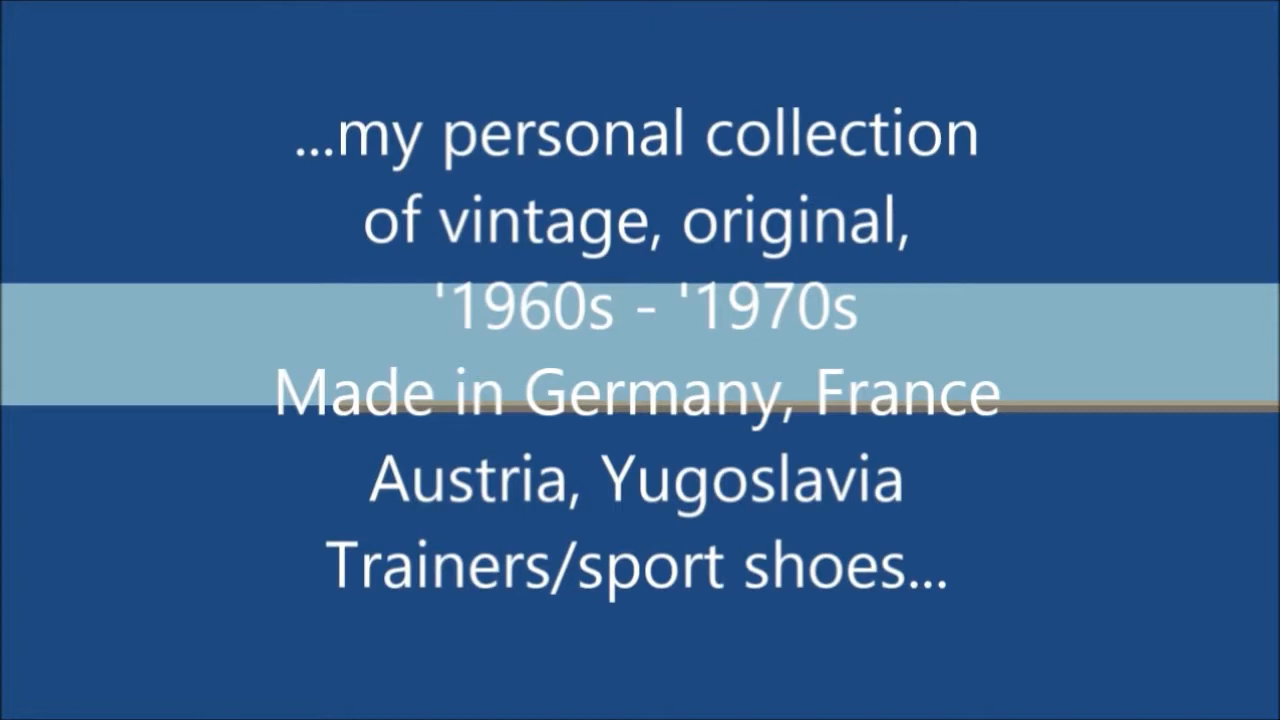 ...my personal collection
of vintage, original,
'1960s - '1970s
Made in Germany, France
Austria, Yugoslavia
Trainers/sport shoes...